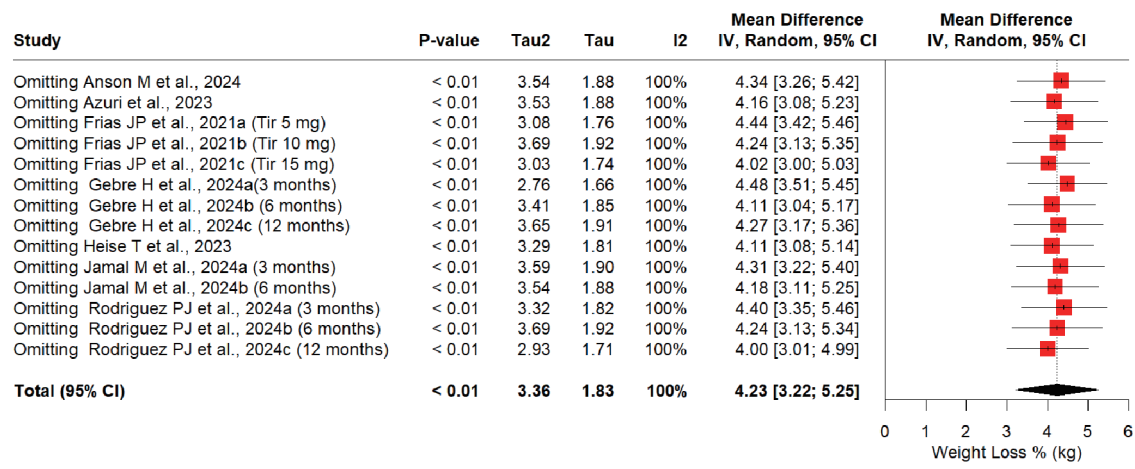 Mean Difference Mean Difference
Study P-value Tau2 Tau I2 IV, Random, 95% CI IV, Random, 95% CI
Omitting Anson M et al., 2024 < 0.01 3.54 1.88 100% 4.34 [3.26; 5.42]
Omitting Azuri et al., 2023 < 0.01 3.53 1.88 100% 4.16 [3.08; 5.23]
Omitting Frias JP et al., 2021a (Tir 5 mg) < 0.01 3.08 1.76 100% 4.44 [3.42; 5.46]
Omitting Frias JP et al., 2021b (Tir 10 mg) < 0.01 3.69 1.92 100% 4.24 [3.13; 5.35]
Omitting Frias JP et al., 2021c (Tir 15 mg) < 0.01 3.03 1.74 100% 4.02 [3.00; 5.03]
Omitting Gebre H et al., 2024a(3 months) < 0.01 2.76 1.66 100% 4.48 [3.51; 5.45]
Omitting Gebre H et al., 2024b (6 months) < 0.01 3.41 1.85 100% 4.11 [3.04; 5.17]
Omitting Gebre H et al., 2024c (12 months) < 0.01 3.65 1.91 100% 4.27 [3.17; 5.36]
Omitting Heise T et al., 2023 < 0.01 3.29 1.81 100% 4.11 [3.08; 5.14]
Omitting Jamal M et al., 2024a (3 months) < 0.01 3.59 1.90 100% 4.31 [3.22; 5.40]
Omitting Jamal M et al., 2024b (6 months) < 0.01 3.54 1.88 100% 4.18 [3.11; 5.25]
Omitting Rodriguez PJ et al., 2024a (3 months) < 0.01 3.32 1.82 100% 4.40 [3.35; 5.46]
Omitting Rodriguez PJ et al., 2024b (6 months) < 0.01 3.69 1.92 100% 4.24 [3.13; 5.34]
Omitting Rodriguez PJ et al., 2024c (12 months) < 0.01 2.93 1.71 100% 4.00 [3.01; 4.99]
Total (95% CI) < 0.01 3.36 1.83 100% 4.23 [3.22; 5.25]
0 1 2 3 4 5 6
Weight Loss % (kg)